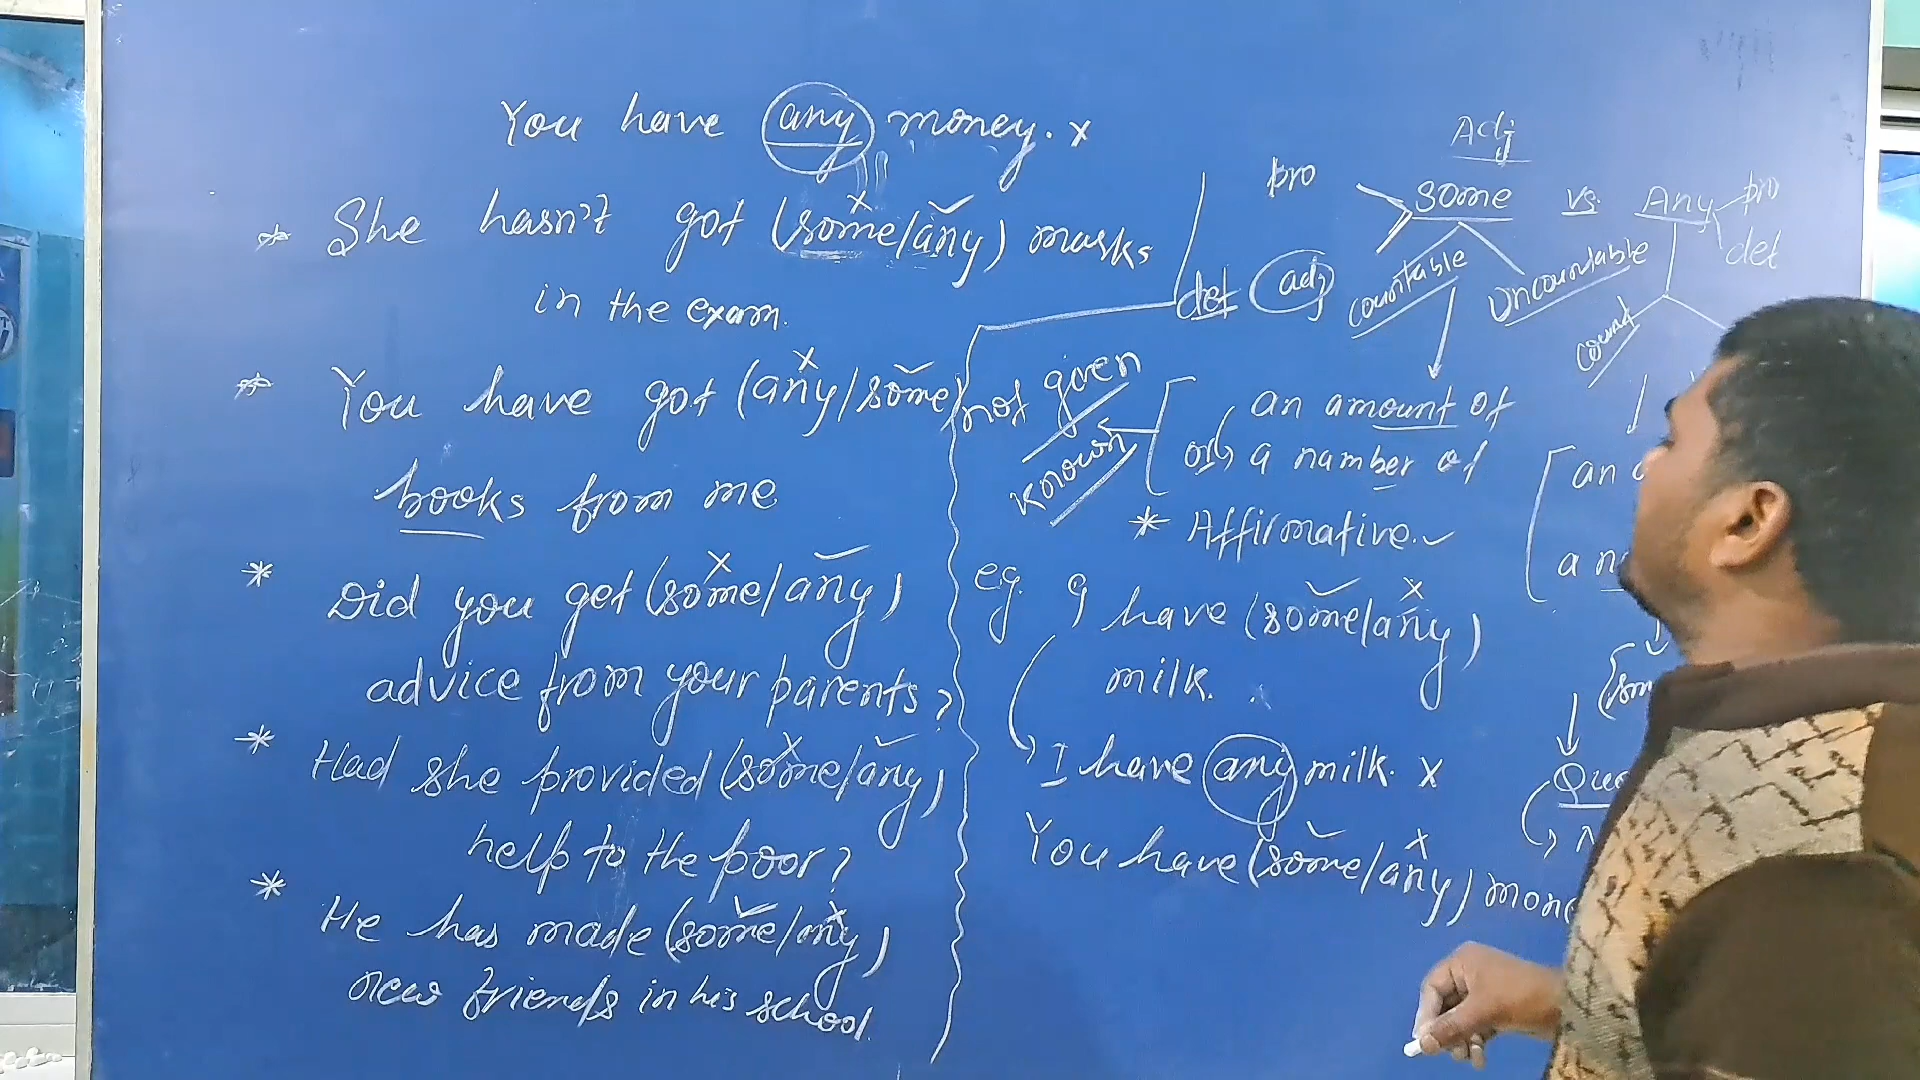 You have any money. x
* She hasn't got (some/any) marks
in the exam.
* You have got (any/some)
books from me
* Did you get (some/any)
advice from your parents?
* Had she provided (some/any)
help to the poor?
* He has made (some/any)
new friends in his school.
Adj
pro some vs. Any pro
det
det adj countable Uncountable
count
not given
known
an amount of
or, a number of
* Affirmative.
eg. I have (some/any)
milk.
I have any milk. x
You have (some/any)
an
a